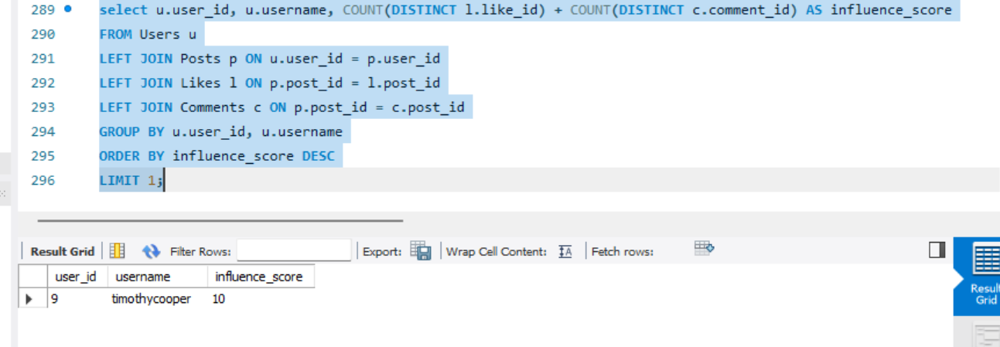 289 select u.user_id, u.username, COUNT(DISTINCT l.like_id) + COUNT(DISTINCT c.comment_id) AS influence_score
290 FROM Users u
291 LEFT JOIN Posts p ON u.user_id = p.user_id
292 LEFT JOIN Likes l ON p.post_id = l.post_id
293 LEFT JOIN Comments c ON p.post_id = c.post_id
294 GROUP BY u.user_id, u.username
295 ORDER BY influence_score DESC
296 LIMIT 1;
Result Grid Filter Rows: Export: Wrap Cell Content: Fetch rows:
user_id username influence_score
9 timothycooper 10
Result
Grid